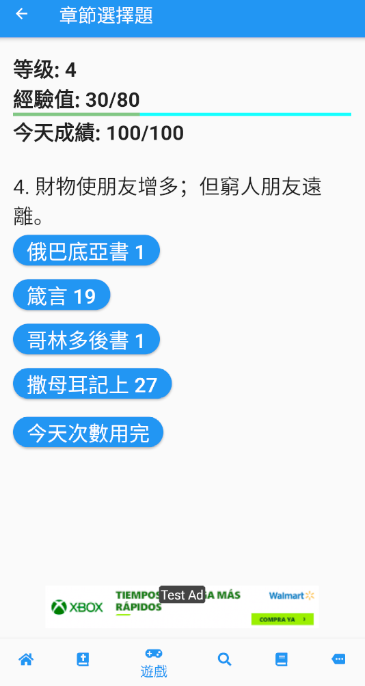 章節選擇題
等级: 4
經驗值: 30/80
今天成績: 100/100
4. 財物使朋友增多；但窮人朋友遠
離。
俄巴底亞書 1
箴言 19
哥林多後書 1
撒母耳記上 27
今天次數用完
XBOX
TIEMPOS
GA MÁS
RÁPIDOS
Test Ad
Walmart
COMPRA YA
遊戲